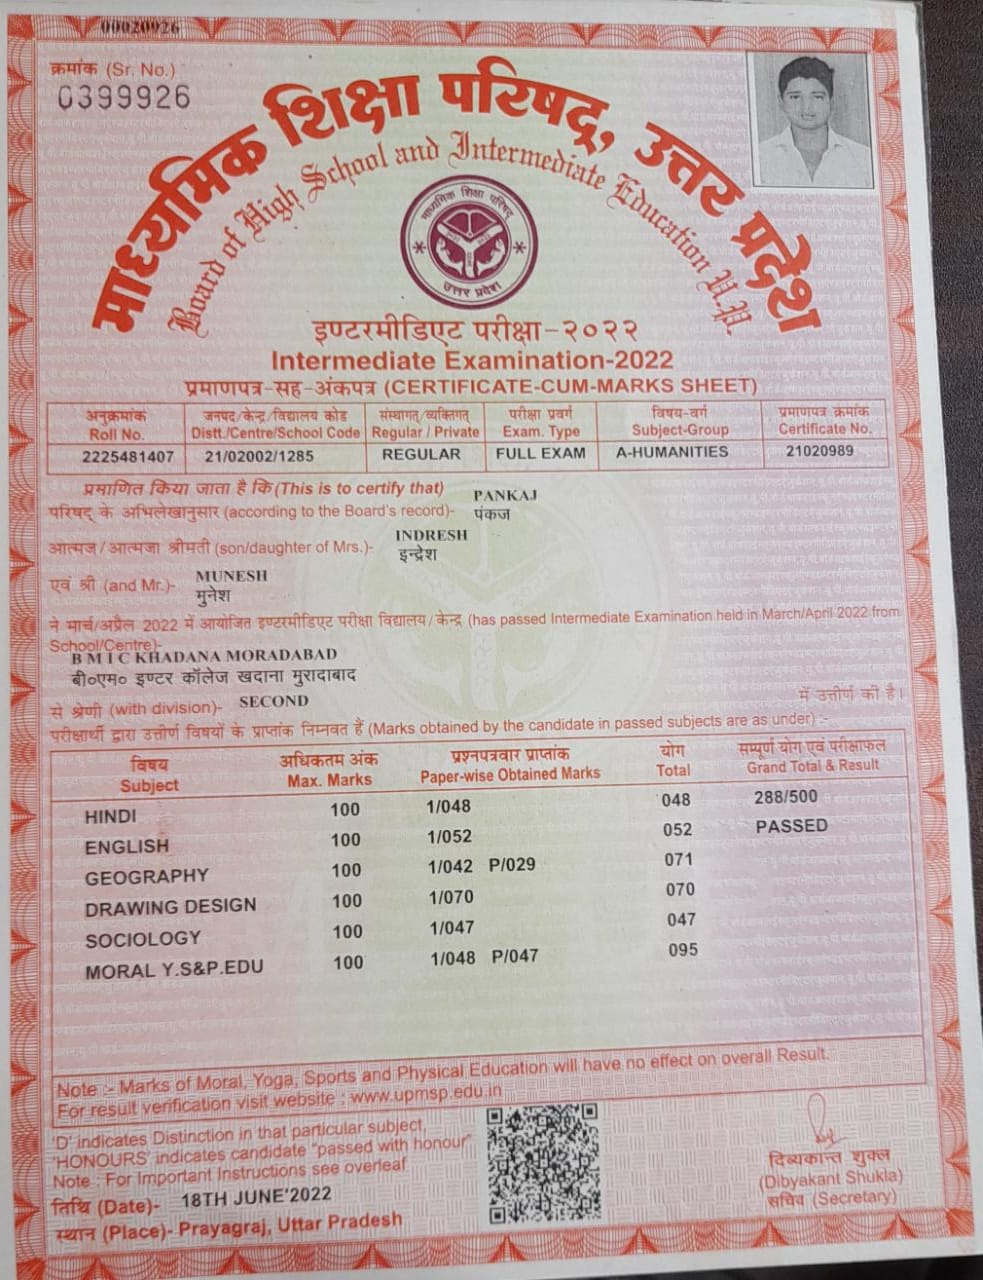 00020926
क्रमांक (Sr. No.)
0399926
माध्यमिक शिक्षा परिषद्, उत्तर प्रदेश
Board of High School and Intermediate Education U.P.
माध्यमिक शिक्षा परिषद्
उत्तर प्रदेश
इण्टरमीडिएट परीक्षा-२०२२
Intermediate Examination-2022
प्रमाणपत्र-सह-अंकपत्र (CERTIFICATE-CUM-MARKS SHEET)
अनुक्रमांक जनपद/केन्द्र/विद्यालय कोड संस्थागत्/व्यक्तिगत् परीक्षा प्रवर्ग विषय-वर्ग प्रमाणपत्र क्रमांक
Roll No. Distt./Centre/School Code Regular / Private Exam. Type Subject-Group Certificate No.
2225481407 21/02002/1285 REGULAR FULL EXAM A-HUMANITIES 21020989
प्रमाणित किया जाता है कि (This is to certify that) PANKAJ
परिषद् के अभिलेखानुसार (according to the Board's record)- पंकज
INDRESH
आत्मज/आत्मजा श्रीमती (son/daughter of Mrs.)- इन्द्रेश
एवं श्री (and Mr.)- MUNESH
मुनेश
ने मार्च/अप्रैल 2022 में आयोजित इण्टरमीडिएट परीक्षा विद्यालय/केन्द्र (has passed Intermediate Examination held in March/April 2022 from
School/Centre)-
B M I C KHADANA MORADABAD
बी०एम० इण्टर कॉलेज खदाना मुरादाबाद
से श्रेणी (with division)- SECOND में उत्तीर्ण की है।
परीक्षार्थी द्वारा उत्तीर्ण विषयों के प्राप्तांक निम्नवत हैं (Marks obtained by the candidate in passed subjects are as under) :-
विषय अधिकतम अंक प्रश्नपत्रवार प्राप्तांक योग सम्पूर्ण योग एवं परीक्षाफल
Subject Max. Marks Paper-wise Obtained Marks Total Grand Total & Result
HINDI 100 1/048 048 288/500
ENGLISH 100 1/052 052 PASSED
GEOGRAPHY 100 1/042 P/029 071
DRAWING DESIGN 100 1/070 070
SOCIOLOGY 100 1/047 047
MORAL Y.S&P.EDU 100 1/048 P/047 095
Note :- Marks of Moral, Yoga, Sports and Physical Education will have no effect on overall Result.
For result verification visit website : www.upmsp.edu.in
'D' indicates Distinction in that particular subject,
'HONOURS' indicates candidate "passed with honour"
Note : For Important Instructions see overleaf
तिथि (Date)- 18TH JUNE'2022
स्थान (Place)- Prayagraj, Uttar Pradesh
दिब्यकान्त शुक्ल
(Dibyakant Shukla)
सचिव (Secretary)